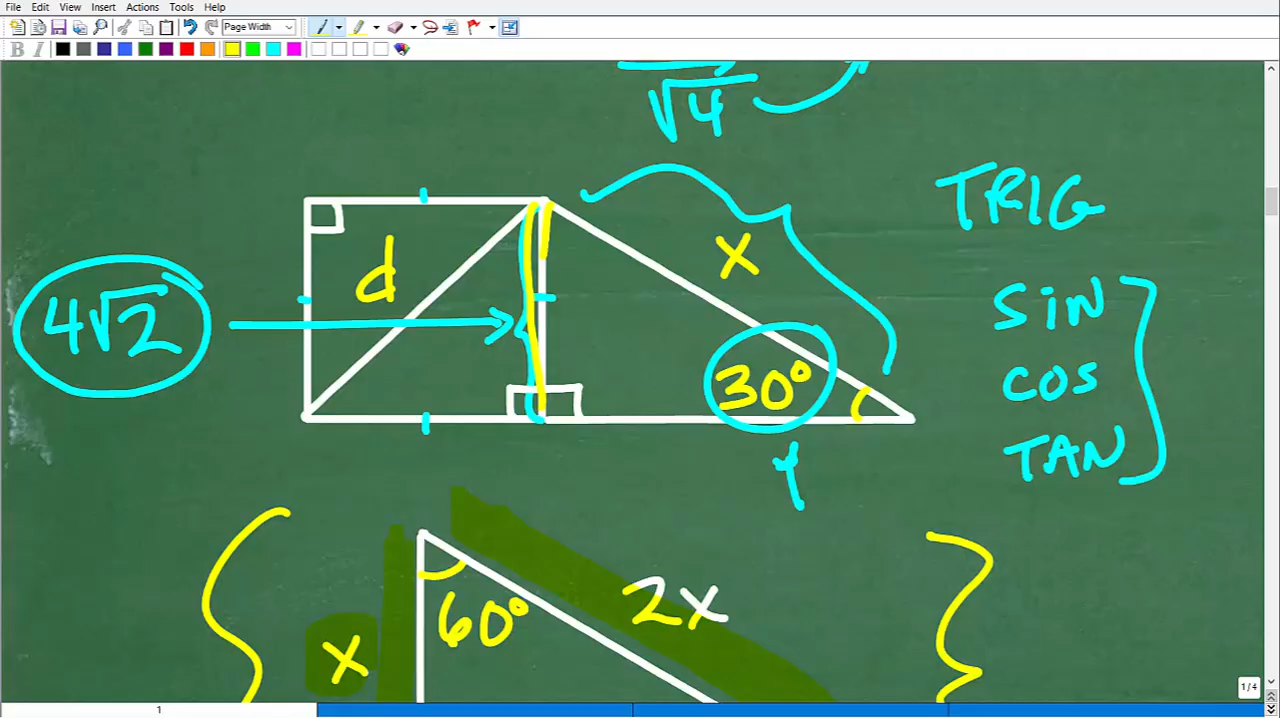 File Edit View Insert Actions Tools Help
Page Width
B I
√4
TRIG
d
x
4√2
SIN
30°
COS
TAN
Y
2x
60°
x
1/4
1